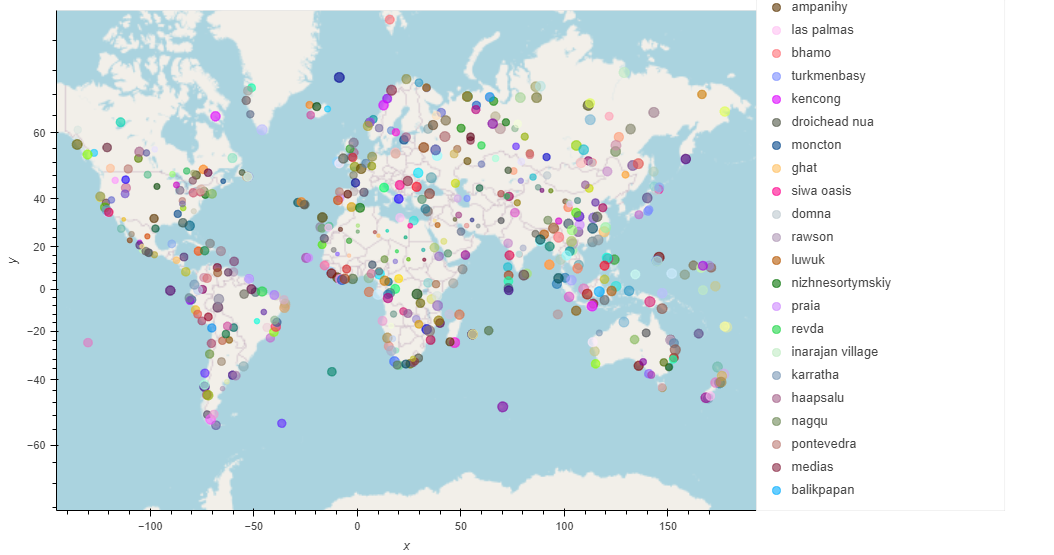 ampanihy
las palmas
bhamo
turkmenbasy
kencong
droichead nua
moncton
ghat
siwa oasis
domna
rawson
luwuk
nizhnesortymskiy
praia
revda
inarajan village
karratha
haapsalu
nagqu
pontevedra
medias
balikpapan
60
40
20
0
−20
−40
−60
y
−100
−50
0
50
100
150
x